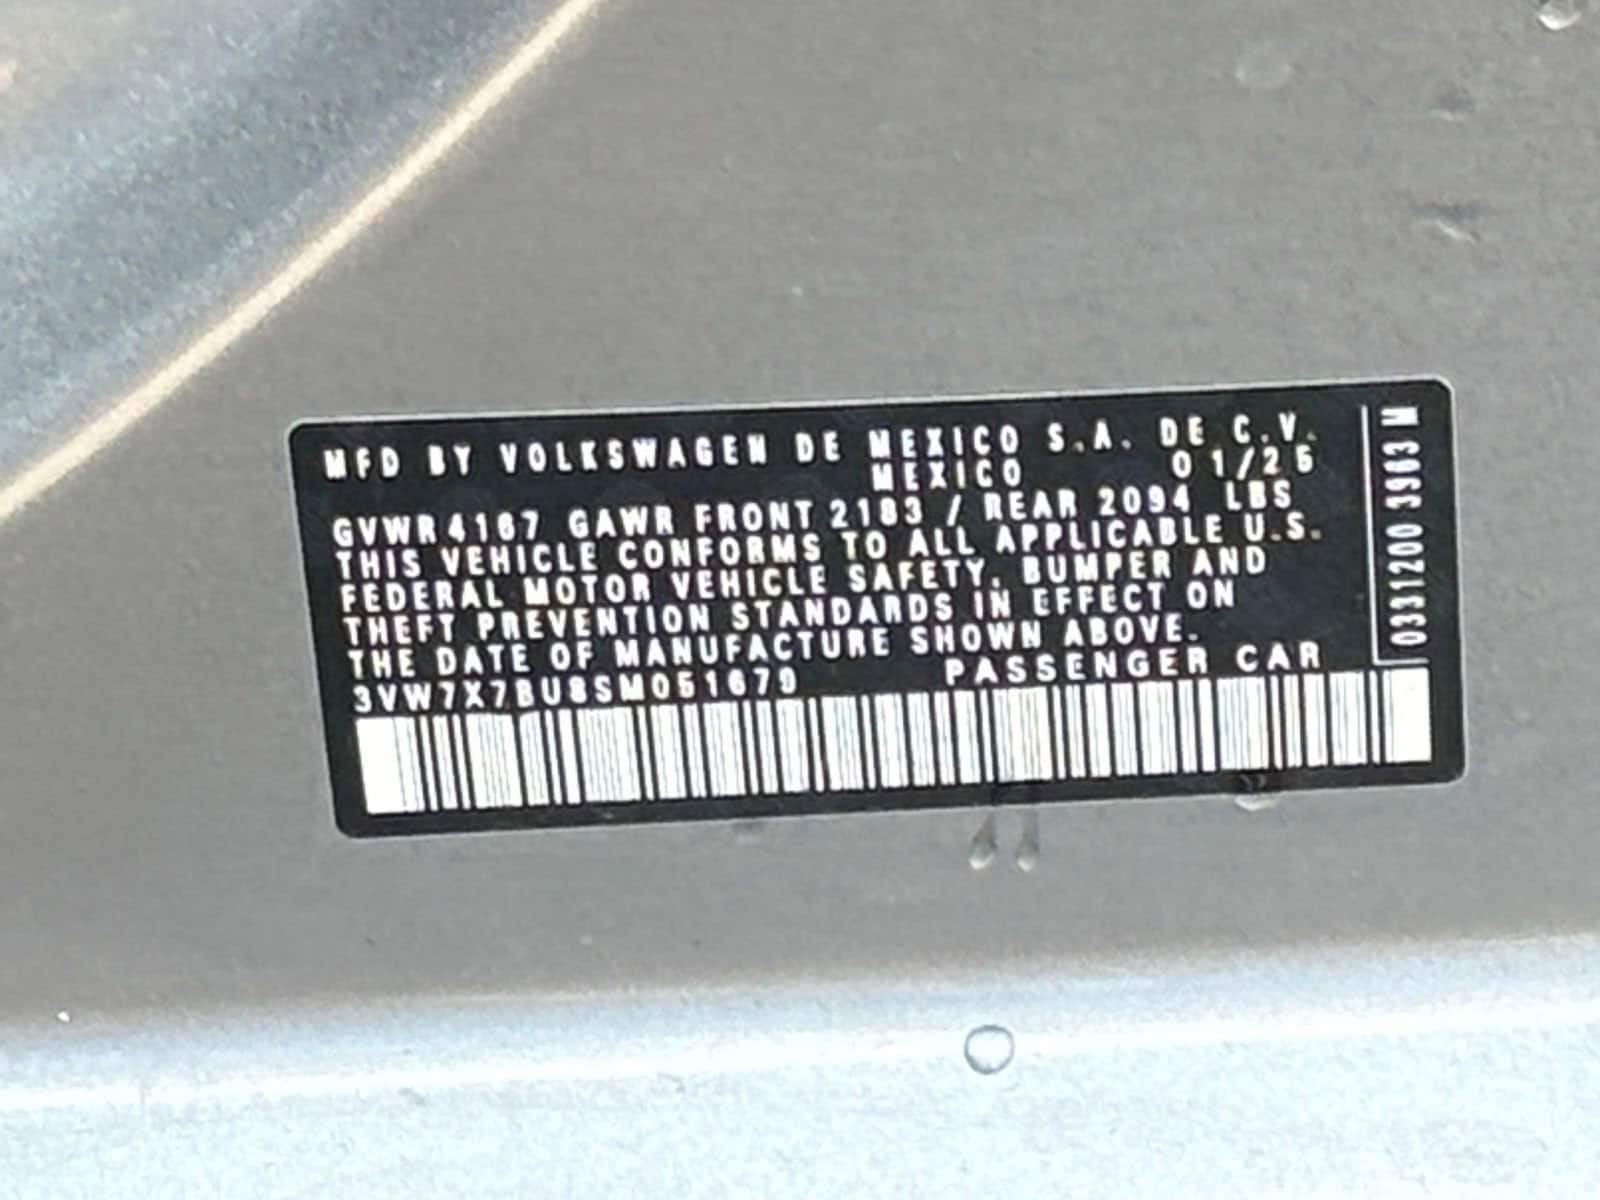 MFD BY VOLKSWAGEN DE MEXICO S.A. DE C.V.
MEXICO 01/25
GVWR 4167 GAWR FRONT 2183 / REAR 2094 LBS
THIS VEHICLE CONFORMS TO ALL APPLICABLE U.S.
FEDERAL MOTOR VEHICLE SAFETY, BUMPER AND
THEFT PREVENTION STANDARDS IN EFFECT ON
THE DATE OF MANUFACTURE SHOWN ABOVE.
3VW7X7BU8SM051679 PASSENGER CAR
0331200 3963 M